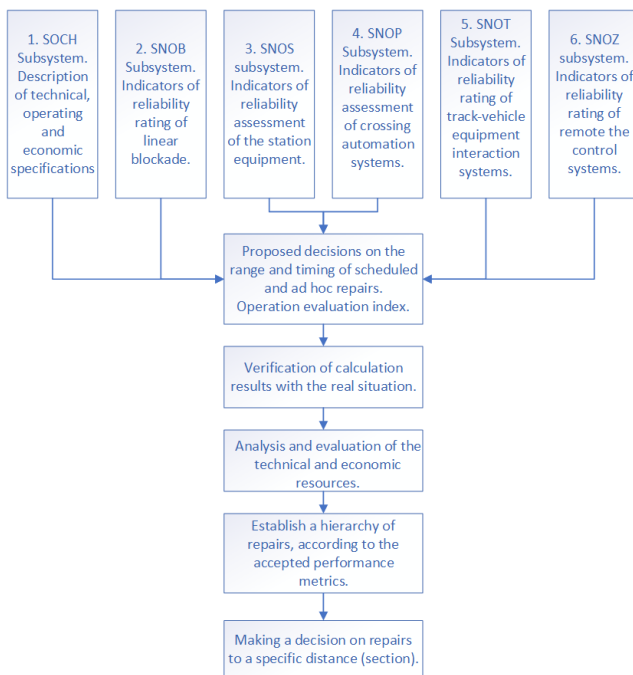 1. SOCH
Subsystem.
Description
of technical,
operating
and
economic
specifications
2. SNOB
Subsystem.
Indicators of
reliability
rating of
linear
blockade.
3. SNOS
subsystem.
Indicators of
reliability
assessment
of the station
equipment.
4. SNOP
Subsystem.
Indicators of
reliability
assessment
of crossing
automation
systems.
5. SNOT
Subsystem.
Indicators of
reliability
rating of
track-vehicle
equipment
interaction
systems.
6. SNOZ
subsystem.
Indicators of
reliability
rating of
remote the
control
systems.
Proposed decisions on the
range and timing of scheduled
and ad hoc repairs.
Operation evaluation index.
Verification of calculation
results with the real situation.
Analysis and evaluation of the
technical and economic
resources.
Establish a hierarchy of
repairs, according to the
accepted performance
metrics.
Making a decision on repairs
to a specific distance (section).